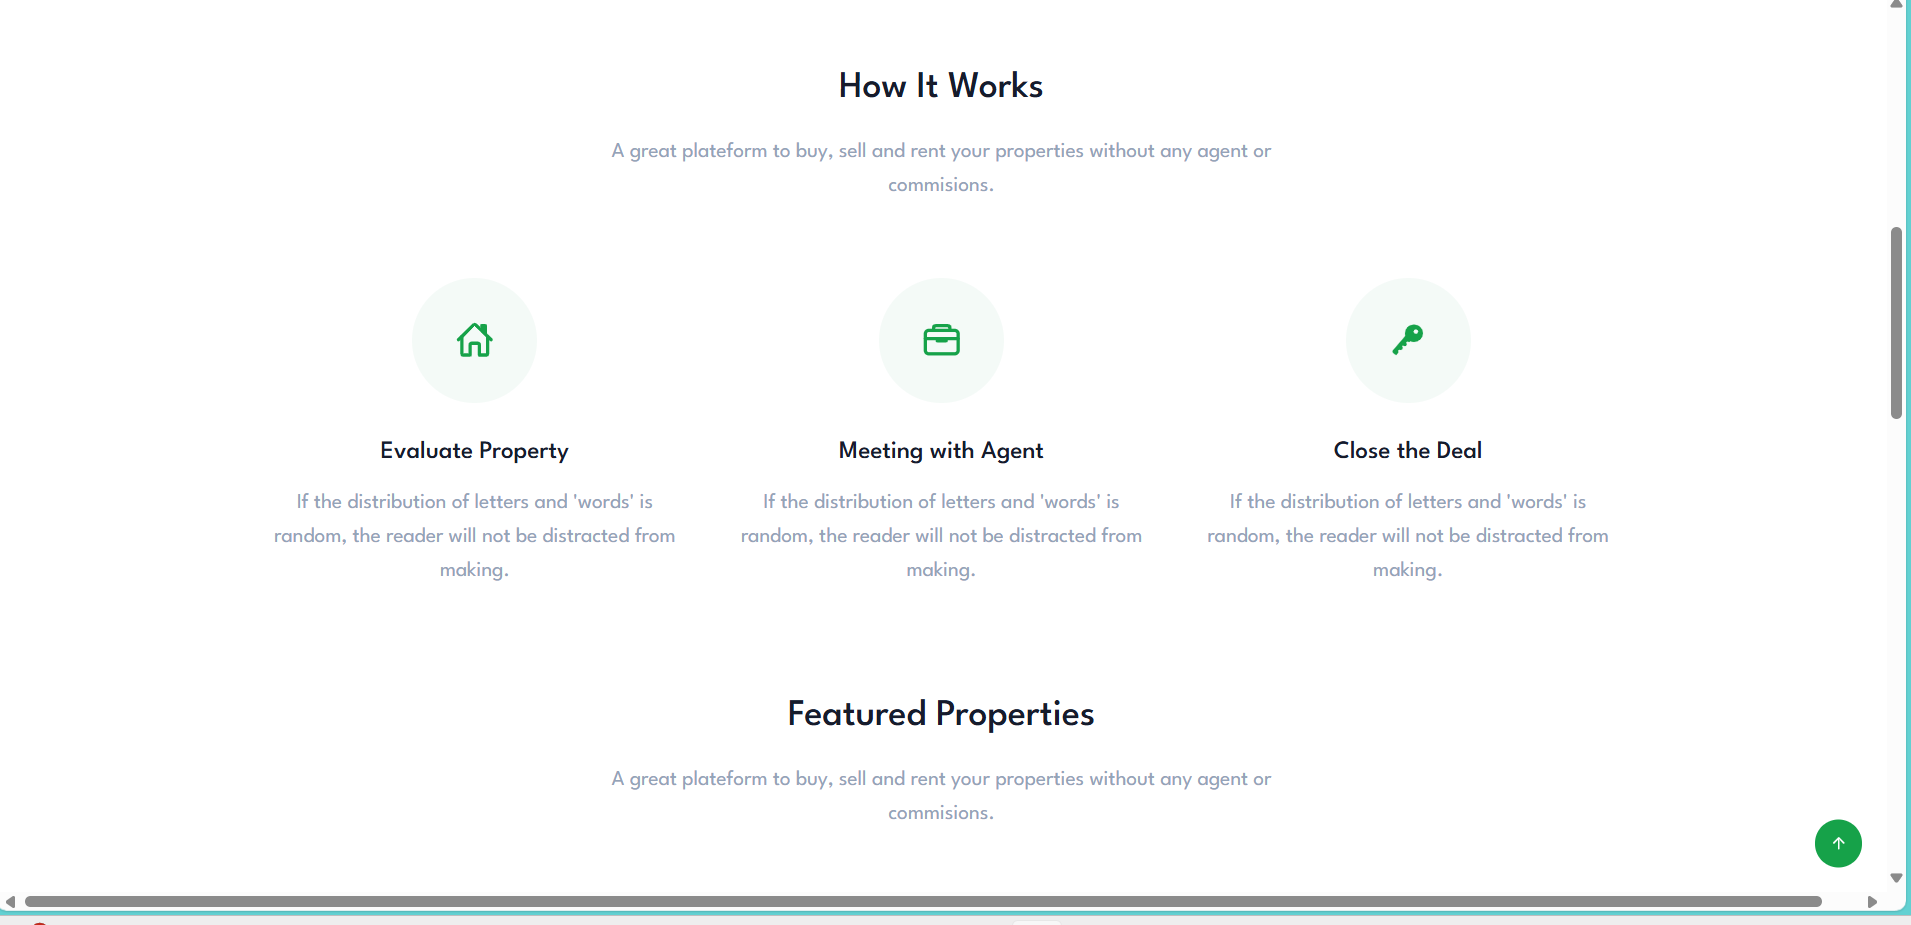 How It Works
A great plateform to buy, sell and rent your properties without any agent or
commisions.
Evaluate Property
If the distribution of letters and 'words' is
random, the reader will not be distracted from
making.
Meeting with Agent
If the distribution of letters and 'words' is
random, the reader will not be distracted from
making.
Close the Deal
If the distribution of letters and 'words' is
random, the reader will not be distracted from
making.
Featured Properties
A great plateform to buy, sell and rent your properties without any agent or
commisions.